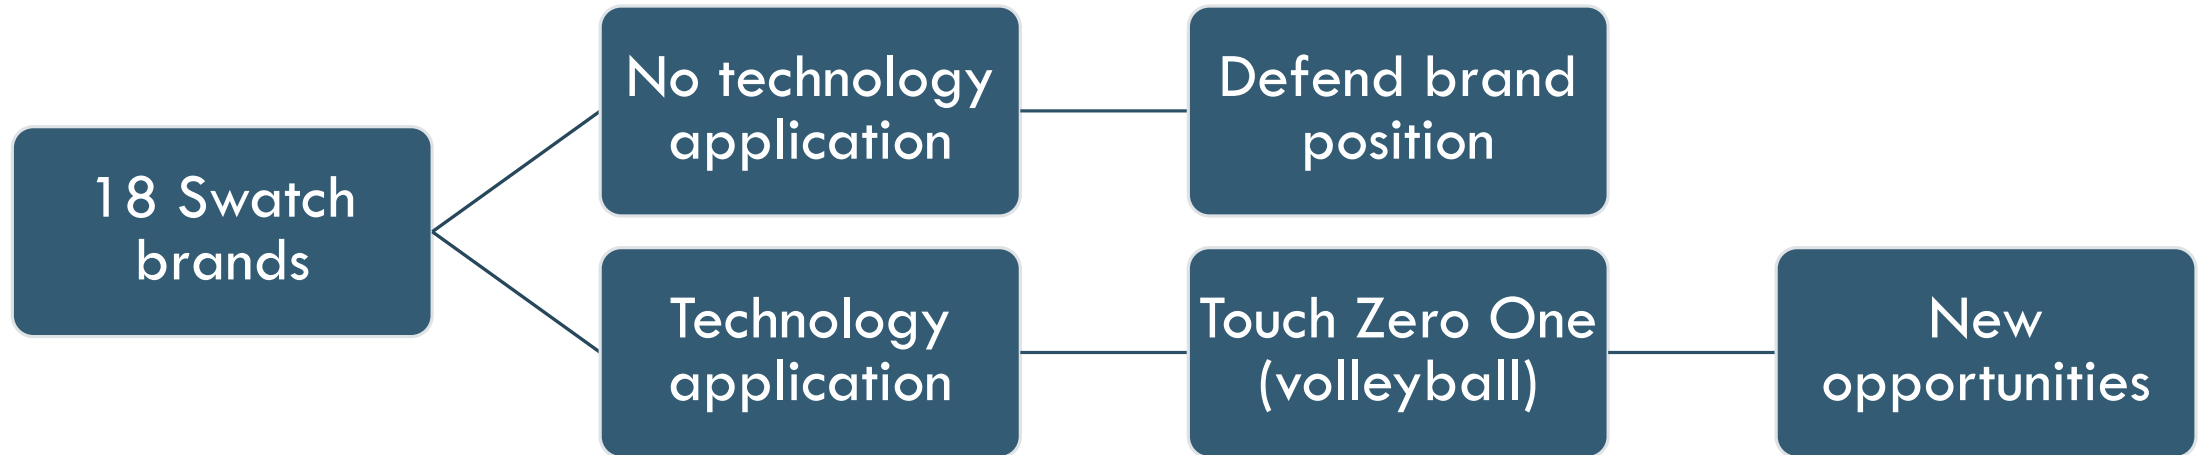 18 Swatch
brands
No technology
application
Defend brand
position
Technology
application
Touch Zero One
(volleyball)
New
opportunities